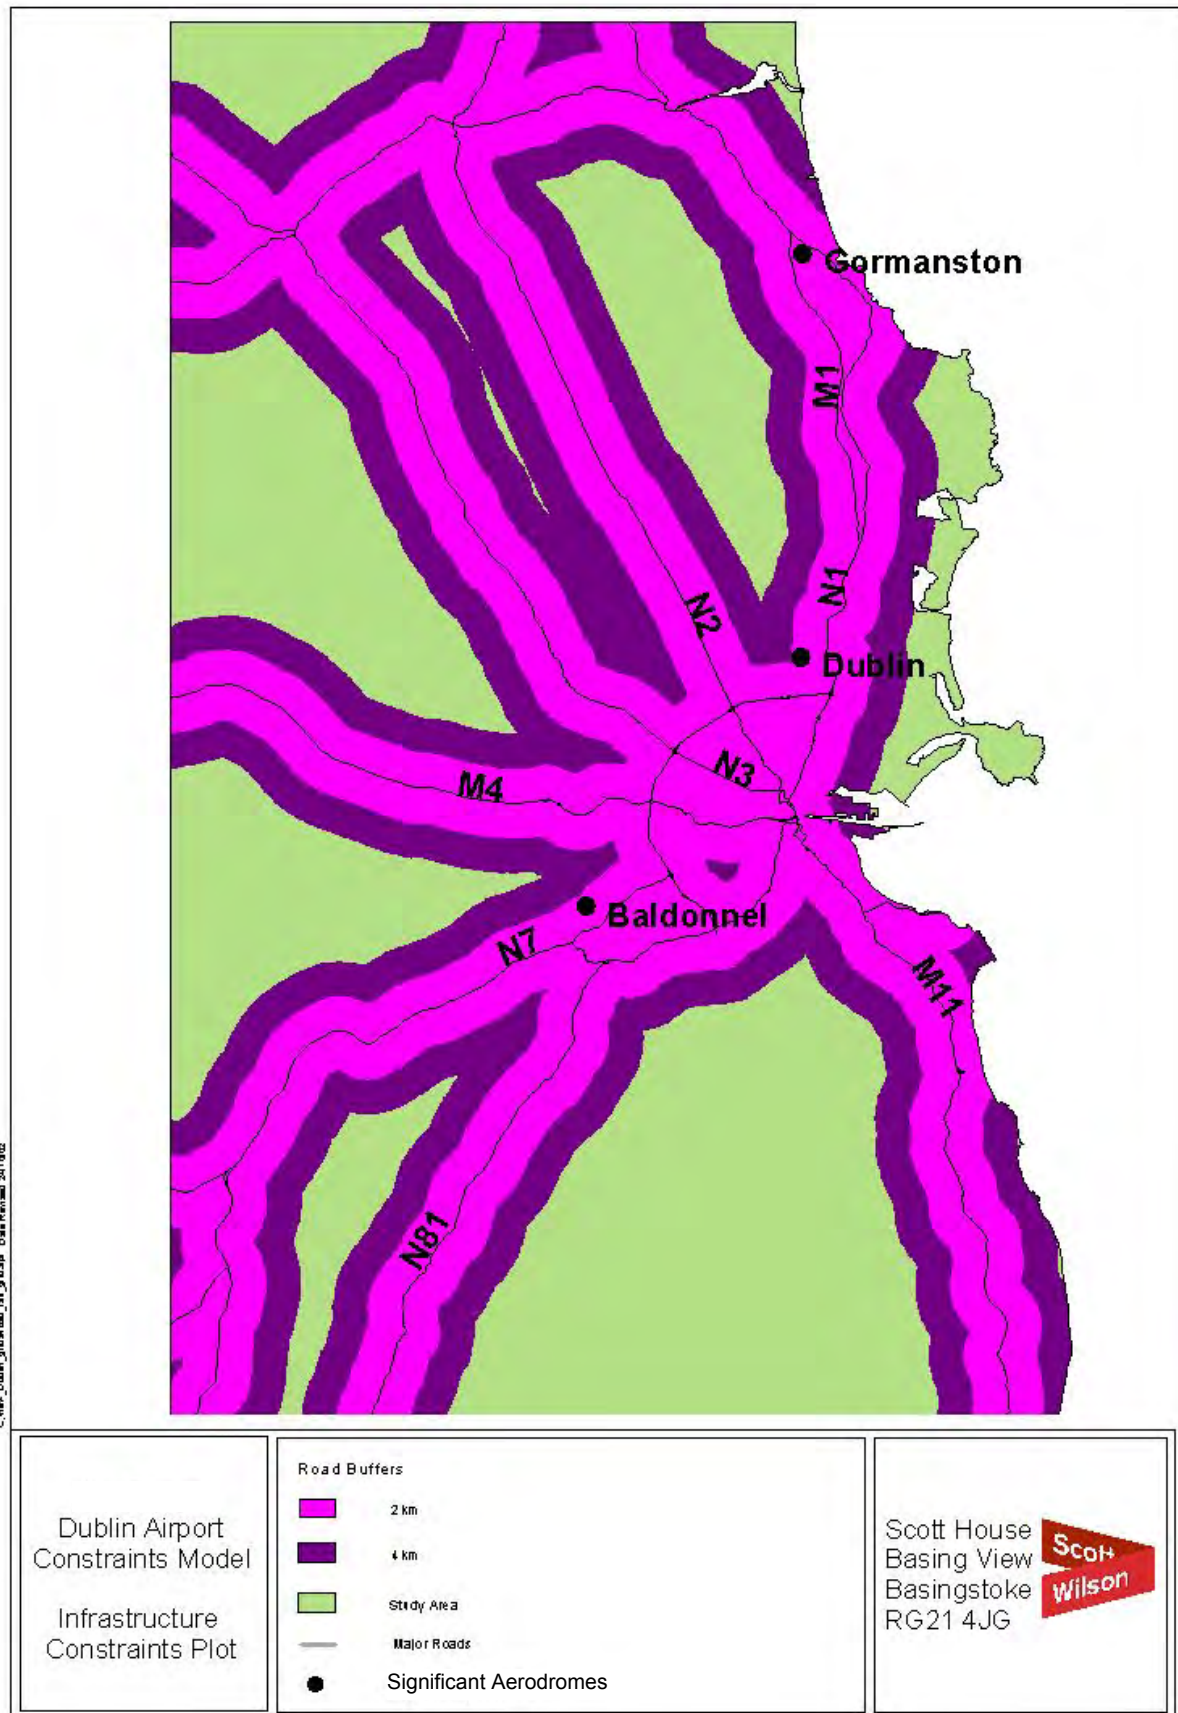 Gormanston
M1
N1
N2
Dublin
N3
M4
Baldonnel
N7
M11
N81
Dublin Airport
Constraints Model
Infrastructure
Constraints Plot
Road Buffers
2 km
4 km
Study Area
Major Roads
Significant Aerodromes
Scott House
Basing View
Basingstoke
RG21 4JG
Scott
Wilson